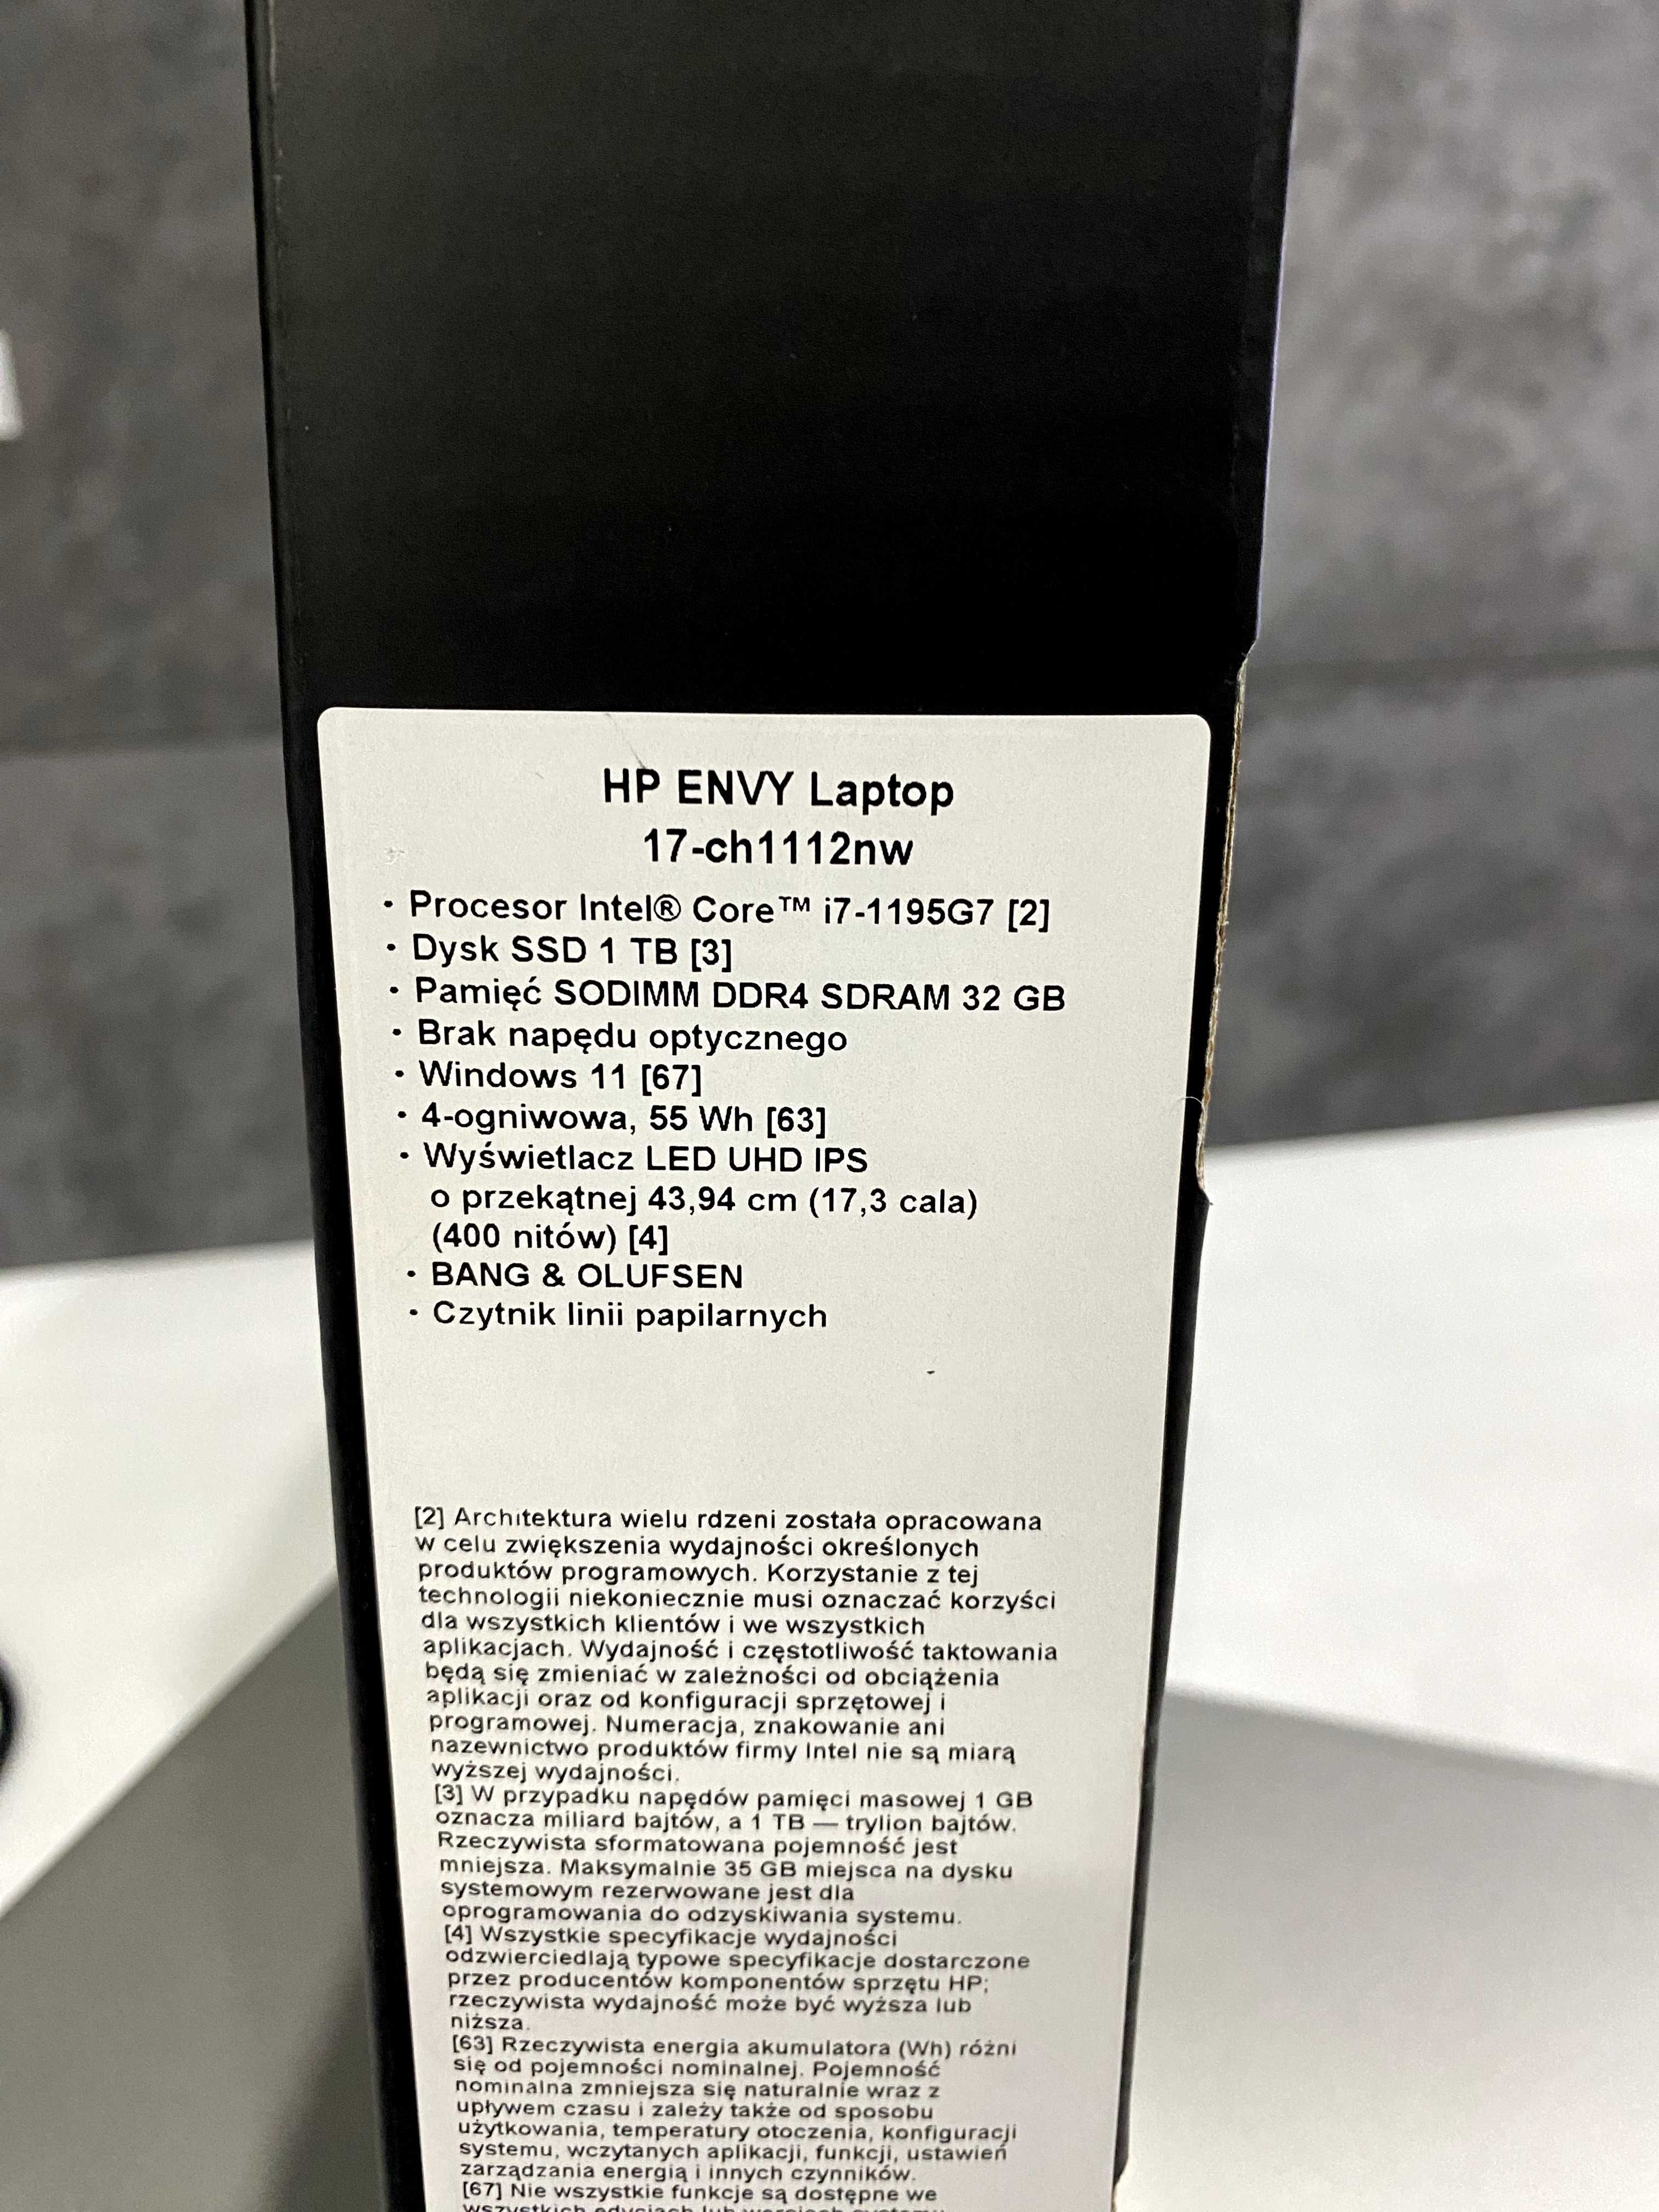 HP ENVY Laptop
17-ch1112nw
· Procesor Intel® Core™ i7-1195G7 [2]
· Dysk SSD 1 TB [3]
· Pamięć SODIMM DDR4 SDRAM 32 GB
· Brak napędu optycznego
· Windows 11 [67]
· 4-ogniwowa, 55 Wh [63]
· Wyświetlacz LED UHD IPS
o przekątnej 43,94 cm (17,3 cala)
(400 nitów) [4]
· BANG & OLUFSEN
· Czytnik linii papilarnych
[2] Architektura wielu rdzeni została opracowana
w celu zwiększenia wydajności określonych
produktów programowych. Korzystanie z tej
technologii niekoniecznie musi oznaczać korzyści
dla wszystkich klientów i we wszystkich
aplikacjach. Wydajność i częstotliwość taktowania
będą się zmieniać w zależności od obciążenia
aplikacji oraz od konfiguracji sprzętowej i
programowej. Numeracja, znakowanie ani
nazewnictwo produktów firmy Intel nie są miarą
wyższej wydajności.
[3] W przypadku napędów pamięci masowej 1 GB
oznacza miliard bajtów, a 1 TB — trylion bajtów.
Rzeczywista sformatowana pojemność jest
mniejsza. Maksymalnie 35 GB miejsca na dysku
systemowym rezerwowane jest dla
oprogramowania do odzyskiwania systemu.
[4] Wszystkie specyfikacje wydajności
odzwierciedlają typowe specyfikacje dostarczone
przez producentów komponentów sprzętu HP;
rzeczywista wydajność może być wyższa lub
niższa.
[63] Rzeczywista energia akumulatora (Wh) różni
się od pojemności nominalnej. Pojemność
nominalna zmniejsza się naturalnie wraz z
upływem czasu i zależy także od sposobu
użytkowania, temperatury otoczenia, konfiguracji
systemu, wczytanych aplikacji, funkcji, ustawień
zarządzania energią i innych czynników.
[67] Nie wszystkie funkcje są dostępne we